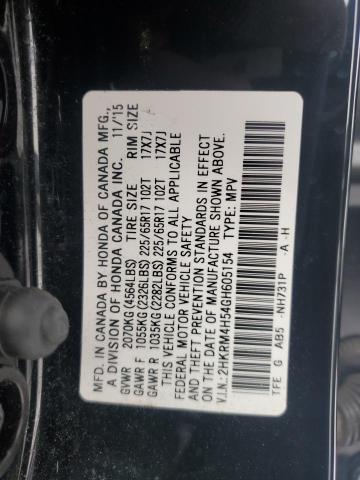 MFD. IN CANADA BY HONDA OF CANADA MFG.,
A DIVISION OF HONDA CANADA INC. 11/15
GVWR 2070KG(4564LBS) TIRE SIZE RIM SIZE
GAWR F 1055KG(2326LBS) 225/65R17 102T 17X7J
GAWR R 1035KG(2282LBS) 225/65R17 102T 17X7J
THIS VEHICLE CONFORMS TO ALL APPLICABLE
FEDERAL MOTOR VEHICLE SAFETY
AND THEFT PREVENTION STANDARDS IN EFFECT
ON THE DATE OF MANUFACTURE SHOWN ABOVE.
V.I.N.:2HKRM4H54GH605154 TYPE: MPV
TFE G AB5 -NH731P -A -H